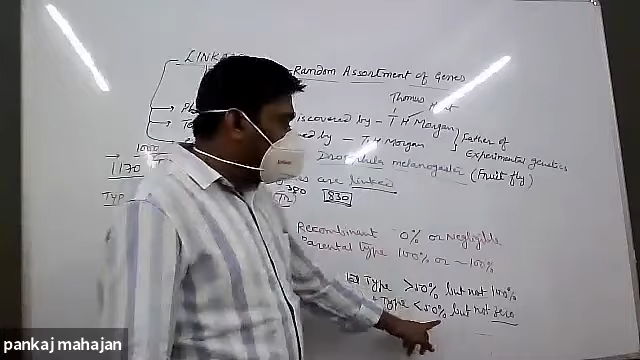 LINKA
Random Assortment of Genes
Thomas Hunt
Discovered by - T H Morgan Father of
by - T.H Morgan Experimental genetics
1000
1170
Drosophila melanogaster (Fruit fly)
are linked
380
830
TYP
Recombinant 0% or Negligible
Parental type 100% or ~100%
Type >50% but not 100%
Type <50% but not zero
pankaj mahajan